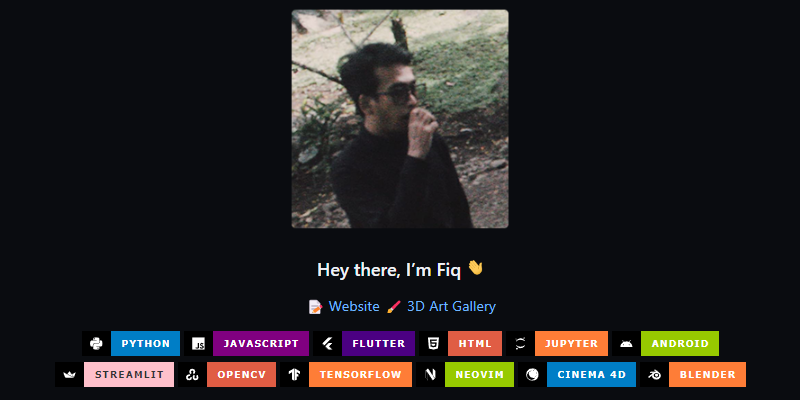 Hey there, I’m Fiq 👋
📝 Website 🖌️ 3D Art Gallery
PYTHON JAVASCRIPT FLUTTER HTML JUPYTER ANDROID
STREAMLIT OPENCV TENSORFLOW NEOVIM CINEMA 4D BLENDER